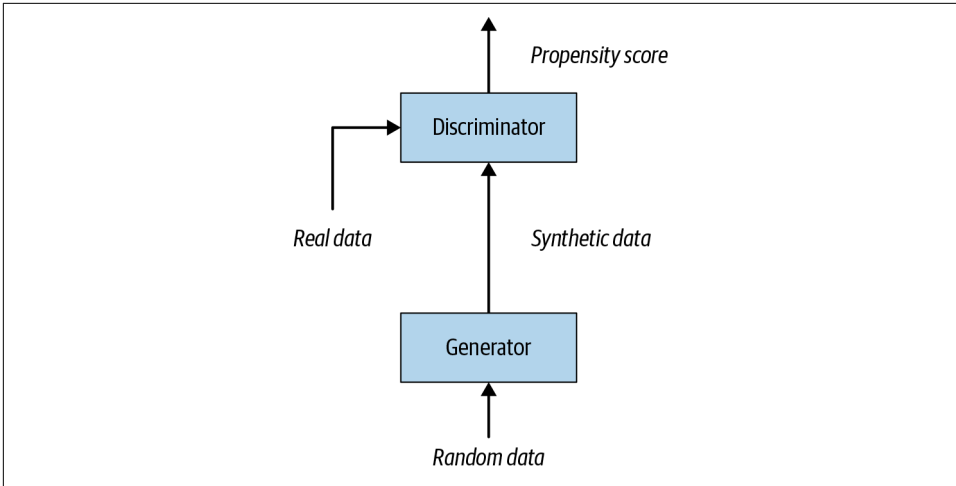 Propensity score
Discriminator
Real data
Synthetic data
Generator
Random data